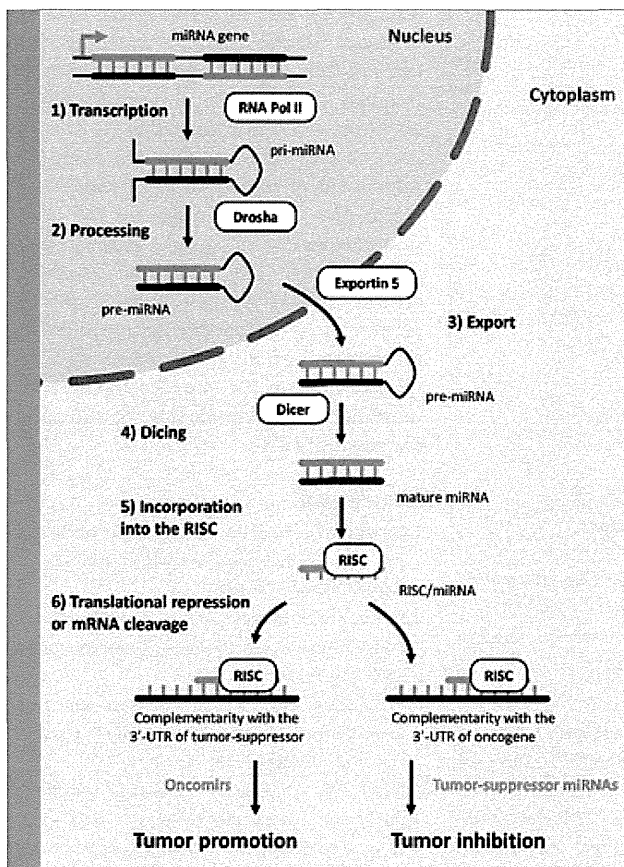 miRNA gene
Nucleus
Cytoplasm
1) Transcription
RNA Pol II
pri-miRNA
2) Processing
Drosha
pre-miRNA
Exportin 5
3) Export
pre-miRNA
Dicer
4) Dicing
mature miRNA
5) Incorporation
into the RISC
RISC
RISC/miRNA
6) Translational repression
or mRNA cleavage
RISC
RISC
Complementarity with the
3'-UTR of tumor-suppressor
Complementarity with the
3'-UTR of oncogene
Oncomirs
Tumor-suppressor miRNAs
Tumor promotion
Tumor inhibition